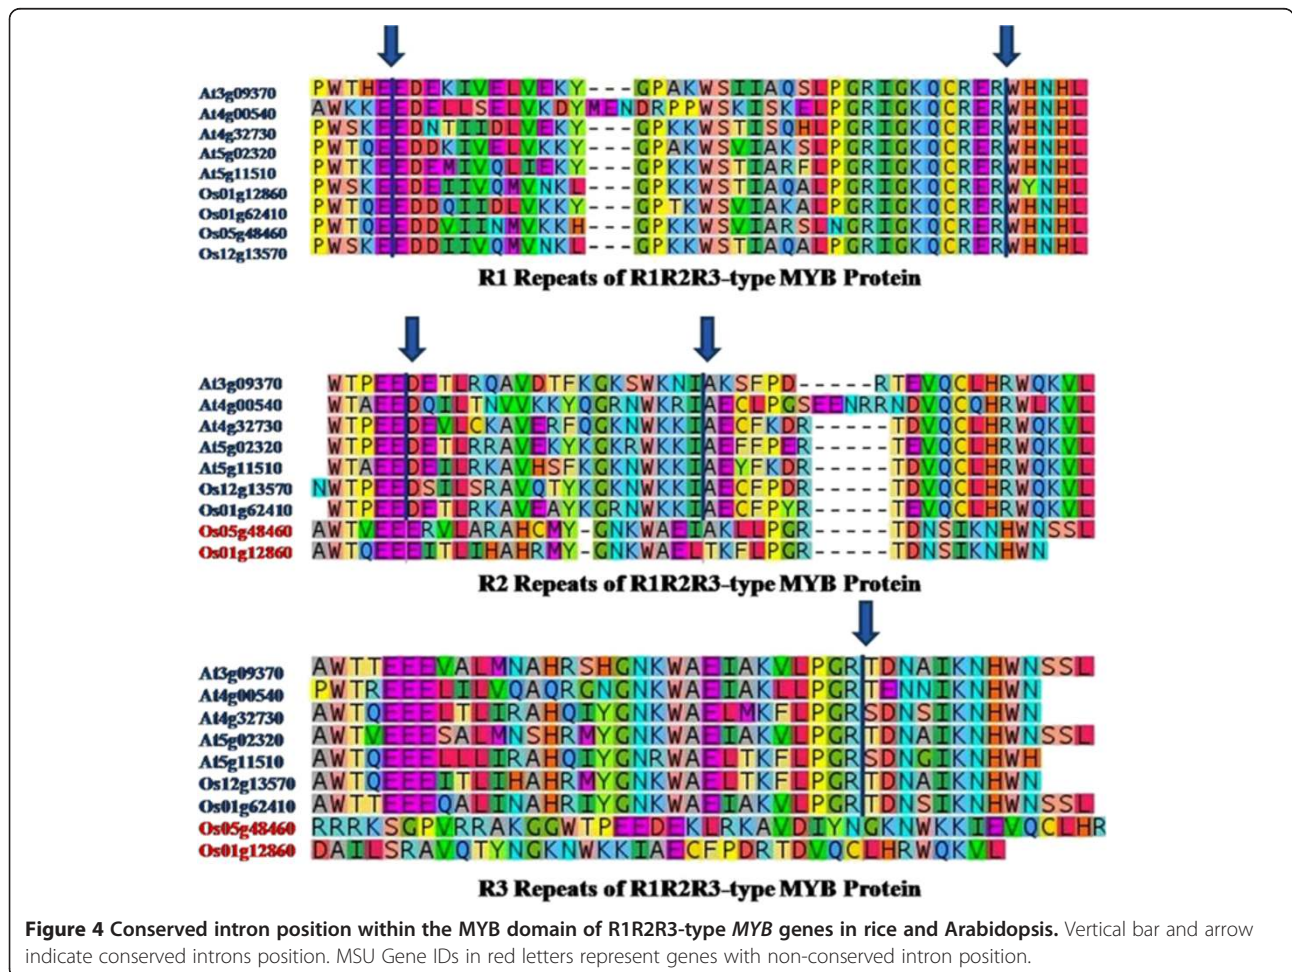 At3g09370 PWTHEEDEKIVELVEKY---GPAKWSIIAQSLPGRIGKQCRERWHNHL
At4g00540 AWKKEEDELLSELVKDYMENDRPPWSKISKELPGRIGKQCRERWHNHL
At4g32730 PWSKEEDNTIIDLVEKY---GPKKWSTISQHLPGRIGKQCRERWHNHL
At5g02320 PWTQEEDDKIVELVKKY---GPAKWSVIAKSLPGRIGKQCRERWHNHL
At5g11510 PWTKEEDEMIVQLIEKY---GPKKWSTIARFLPGRIGKQCRERWHNHL
Os01g12860 PWSKEEDEIIVQMVNKL---GPKKWSTIAQALPGRIGKQCRERWYNHL
Os01g62410 PWTQEEDDQIIDLVKKY---GPTKWSVIAKALPGRIGKQCRERWHNHL
Os05g48460 PWTQEEDDVIINMVKKH---GPKKWSVIARSLNGRIGKQCRERWHNHL
Os12g13570 PWSKEEDDIIVQMVNKL---GPKKWSTIAQALPGRIGKQCRERWHNHL
R1 Repeats of R1R2R3-type MYB Protein
At3g09370 WTPEEDETLRQAVDTFKGKSWKNIAKSFPD-----RTEVQCLHRWQKVL
At4g00540 WTAEEDQILTNVVKKYQGRNWKRIAECLPGSEENRRNDVQCQHRWLKVL
At4g32730 WTPEEDEVLCKAVERFQGKNWKKIAECFKDR-----TDVQCLHRWQKVL
At5g02320 WTPEEDETLRRAVEKYKGKRWKKIAEFFPER-----TEVQCLHRWQKVL
At5g11510 WTAEEDEILRKAVHSFKGKNWKKIAEYFKDR-----TDVQCLHRWQKVL
Os12g13570 NWTPEEDSILSRAVQTYKGKNWKKIAECFPDR-----TDVQCLHRWQKVL
Os01g62410 WTPEEDETLRKAVEAYKGKNWKKIAECFPYR-----TEVQCLHRWQKVL
Os05g48460 AWTVEEERVLARAHCMY-GNKWAEIAKLLPGR-----TDNSIKNHWNSSL
Os01g12860 AWTQEEEITLIHAHRMY-GNKWAELTKFLPGR-----TDNSIKNHWN
R2 Repeats of R1R2R3-type MYB Protein
At3g09370 AWTTEEEVALMNAHRSHGNKWAEIAKVLPGRTDNAIKNHWNSSL
At4g00540 PWTREEELILVQAQRGNGNKWAEIAKLLPGRTENNIKNHWN
At4g32730 AWTQEEELTLIRAHQIYGNKWAELMKFLPGRSDNSIKNHWN
At5g02320 AWTVEEESALMNSHRMYGNKWAEIAKVLPGRTDNAIKNHWNSSL
At5g11510 AWTQEEELLLIRAHQIYGNRWAELTKFLPGRSDNGIKNHWH
Os12g13570 AWTQEEEITLIHAHRMYGNKWAELTKFLPGRTDNAIKNHWN
Os01g62410 AWTTEEEQALINAHRIYGNKWAEIAKVLPGRTDNSIKNHWNSSL
Os05g48460 RRRKSGPVRRAKGGWTPEEDEKLRKAVDIYNGKNWKKIEVQCLHR
Os01g12860 DAILSRAVQTYNGKNWKKIAECFPDRTDVQCLHRWQKVL
R3 Repeats of R1R2R3-type MYB Protein
Figure 4 Conserved intron position within the MYB domain of R1R2R3-type MYB genes in rice and Arabidopsis. Vertical bar and arrow
indicate conserved introns position. MSU Gene IDs in red letters represent genes with non-conserved intron position.